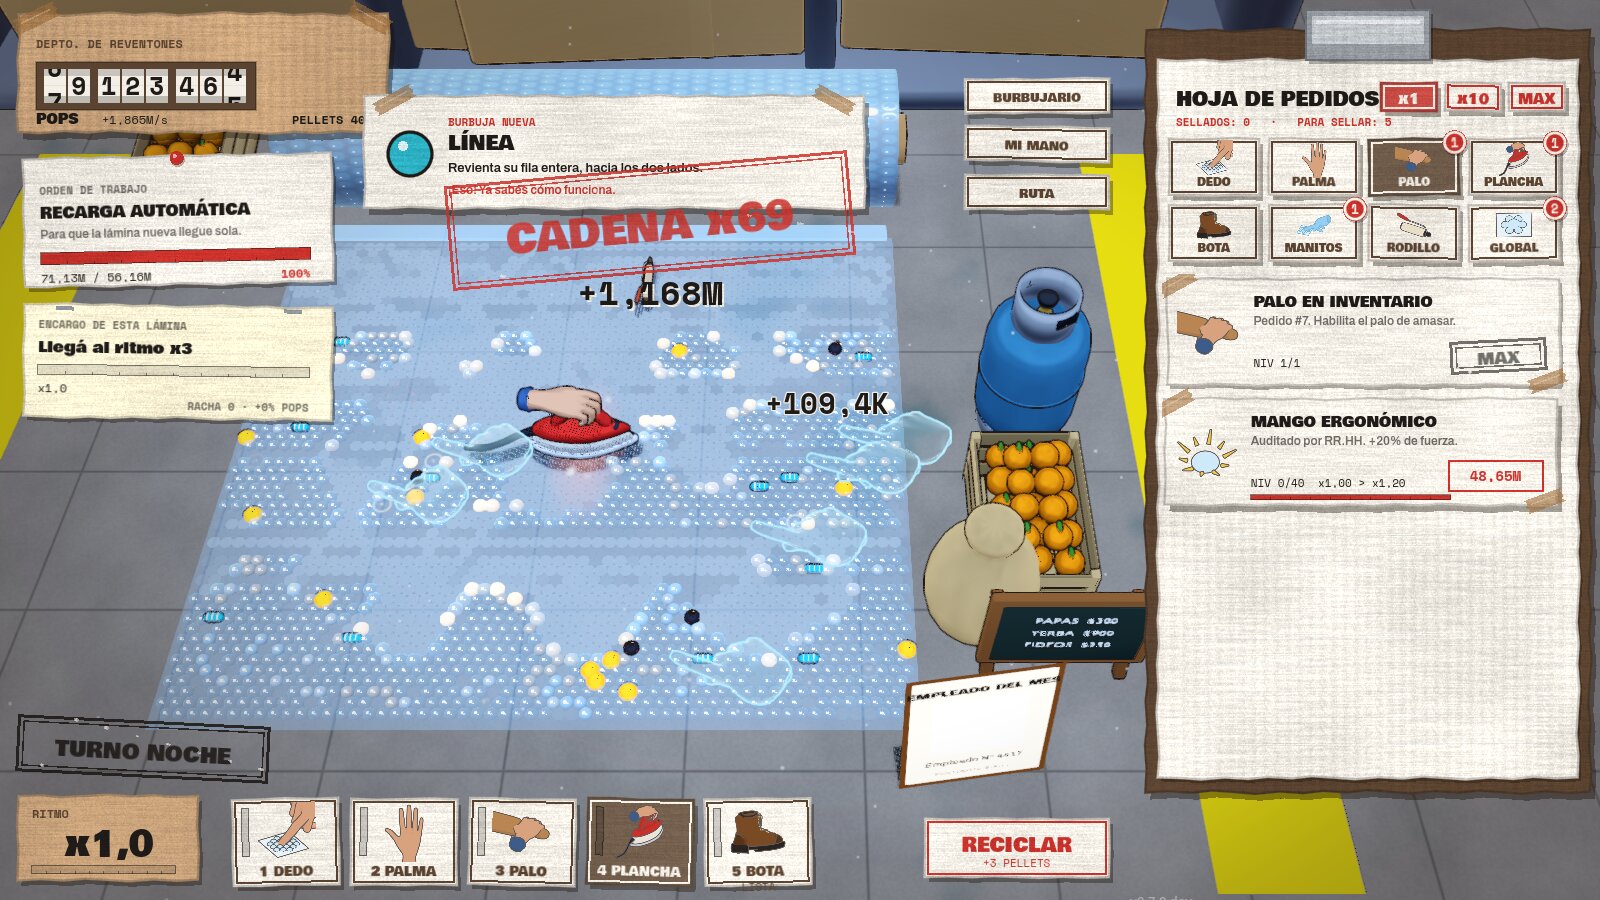 DEPTO. DE REVENTONES
9 1 2 3 4 6
POPS +1,865M/s PELLETS 40
ORDEN DE TRABAJO
RECARGA AUTOMÁTICA
Para que la lámina nueva llegue sola.
71,13M / 56,16M 100%
ENCARGO DE ESTA LÁMINA
Llegá al ritmo x3
x1,0
RACHA 0 · +0% POPS
BURBUJA NUEVA
LÍNEA
Revienta su fila entera, hacia los dos lados.
¡Eso! Ya sabés cómo funciona.
CADENA x69
+1,168M
+109,4K
BURBUJARIO
MI MANO
RUTA
HOJA DE PEDIDOS
x1
x10
MAX
SELLADOS: 0 · PARA SELLAR: 5
DEDO
PALMA
PALO
1
PLANCHA
1
BOTA
MANITOS
1
RODILLO
GLOBAL
2
PALO EN INVENTARIO
Pedido #7. Habilita el palo de amasar.
NIV 1/1
MAX
MANGO ERGONÓMICO
Auditado por RR.HH. +20% de fuerza.
NIV 0/40 x1,00 > x1,20
48,65M
PAPAS $300
YERBA $900
EMPLEADO DEL MES
TURNO NOCHE
RITMO
x1,0
1 DEDO
2 PALMA
3 PALO
4 PLANCHA
5 BOTA
LISTA
RECICLAR
+3 PELLETS